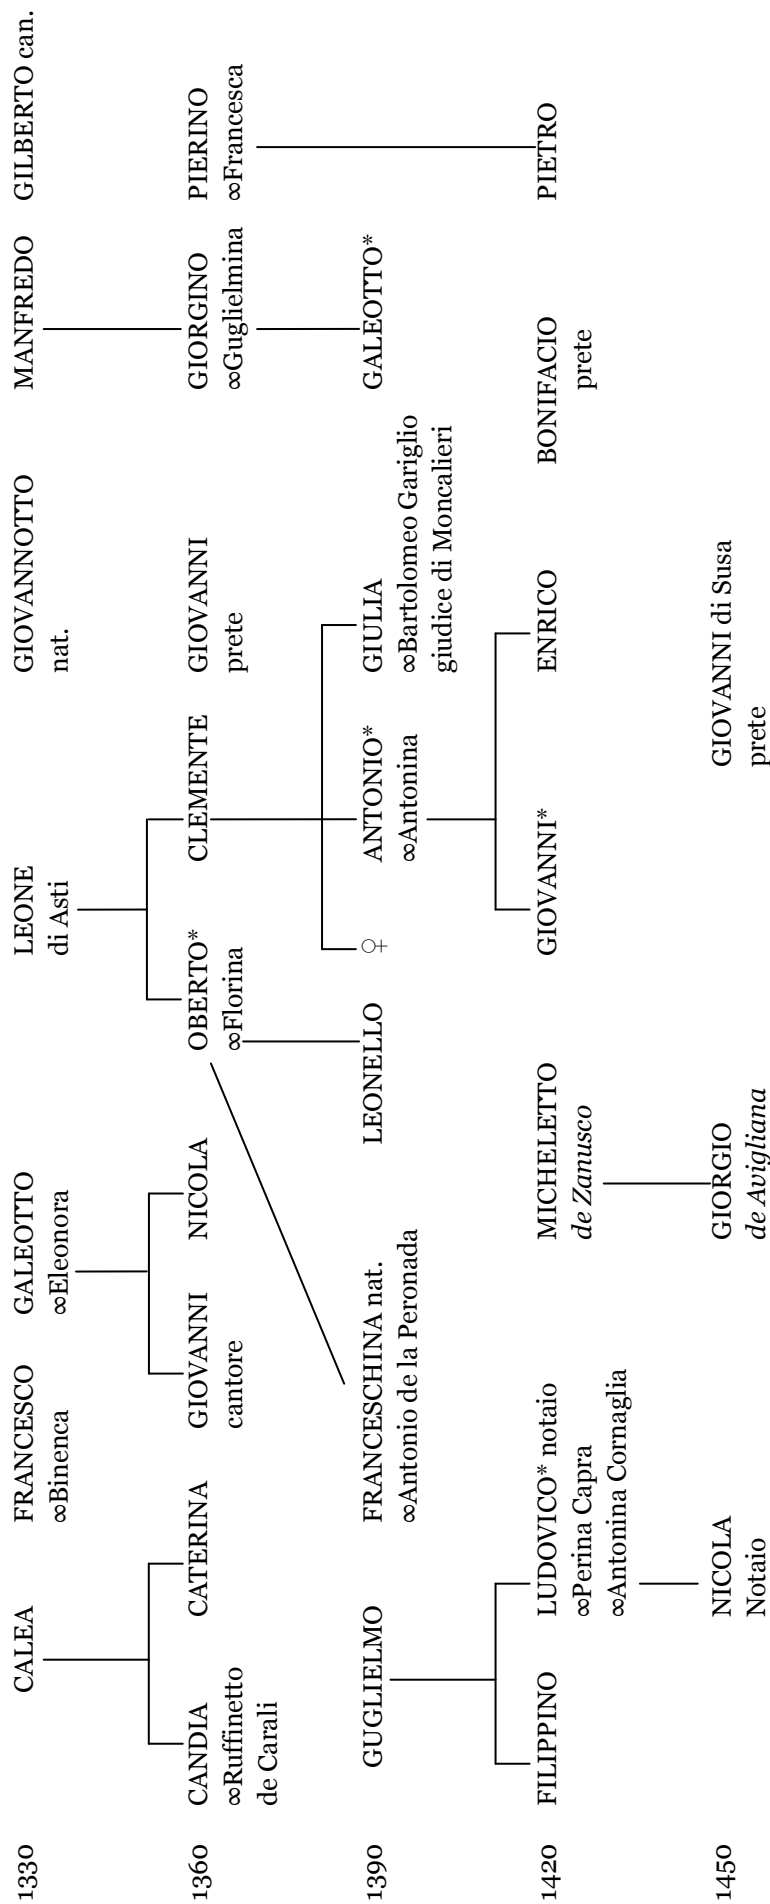 1330
CALEA
FRANCESCO
∞Binenca
GALEOTTO
∞Eleonora
LEONE
di Asti
GIOVANNOTTO
nat.
MANFREDO
GILBERTO can.
1360
CANDIA
∞Ruffinetto
de Carali
CATERINA
GIOVANNI
cantore
NICOLA
OBERTO*
∞Florina
CLEMENTE
GIOVANNI
prete
GIORGINO
∞Guglielmina
PIERINO
∞Francesca
1390
GUGLIELMO
FRANCESCHINA nat.
∞Antonio de la Peronada
LEONELLO
♀
ANTONIO*
∞Antonina
GIULIA
∞Bartolomeo Gariglio
giudice di Moncalieri
GALEOTTO*
1420
FILIPPINO
LUDOVICO* notaio
∞Perina Capra
∞Antonina Cornaglia
MICHELETTO
de Zanusco
GIOVANNI*
ENRICO
BONIFACIO
prete
PIETRO
1450
NICOLA
Notaio
GIORGIO
de Avigliana
GIOVANNI di Susa
prete